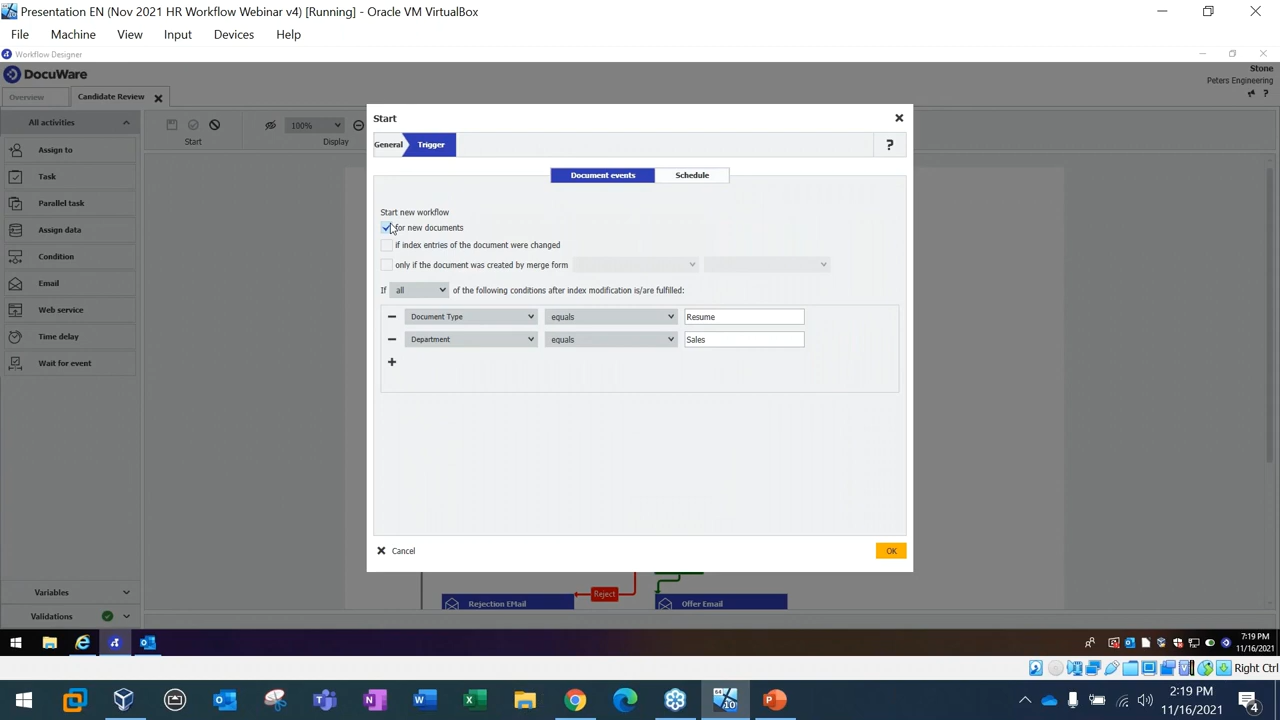 Presentation EN (Nov 2021 HR Workflow Webinar v4) [Running] - Oracle VM VirtualBox
File Machine View Input Devices Help
Workflow Designer
DocuWare
Stone
Peters Engineering
Overview
Candidate Review
?
All activities
Assign to
Task
Parallel task
Assign data
Condition
Email
Web service
Time delay
Wait for event
Variables
Validations
Start
100%
Display
Start
General
Trigger
?
Document events
Schedule
Start new workflow
for new documents
if index entries of the document were changed
only if the document was created by merge form
If all of the following conditions after index modification is/are fulfilled:
Document Type equals Resume
Department equals Sales
Cancel
OK
Reject
Rejection EMail
Offer Email
7:19 PM
11/16/2021
Right Ctrl
2:19 PM
11/16/2021
4